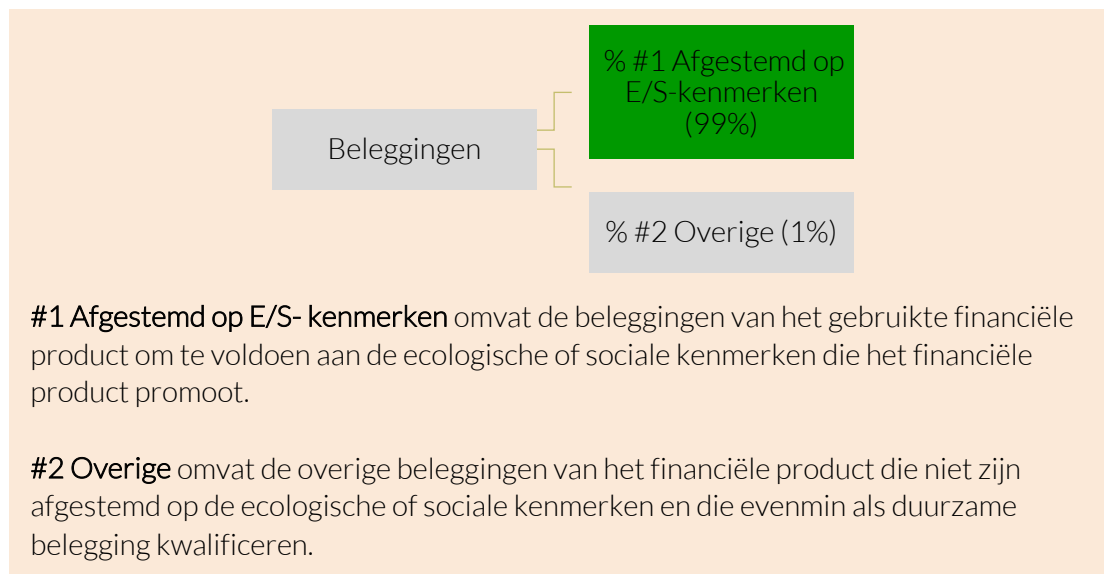 % #1 Afgestemd op
E/S-kenmerken
(99%)
Beleggingen
% #2 Overige (1%)
#1 Afgestemd op E/S- kenmerken omvat de beleggingen van het gebruikte financiële
product om te voldoen aan de ecologische of sociale kenmerken die het financiële
product promoot.
#2 Overige omvat de overige beleggingen van het financiële product die niet zijn
afgestemd op de ecologische of sociale kenmerken en die evenmin als duurzame
belegging kwalificeren.